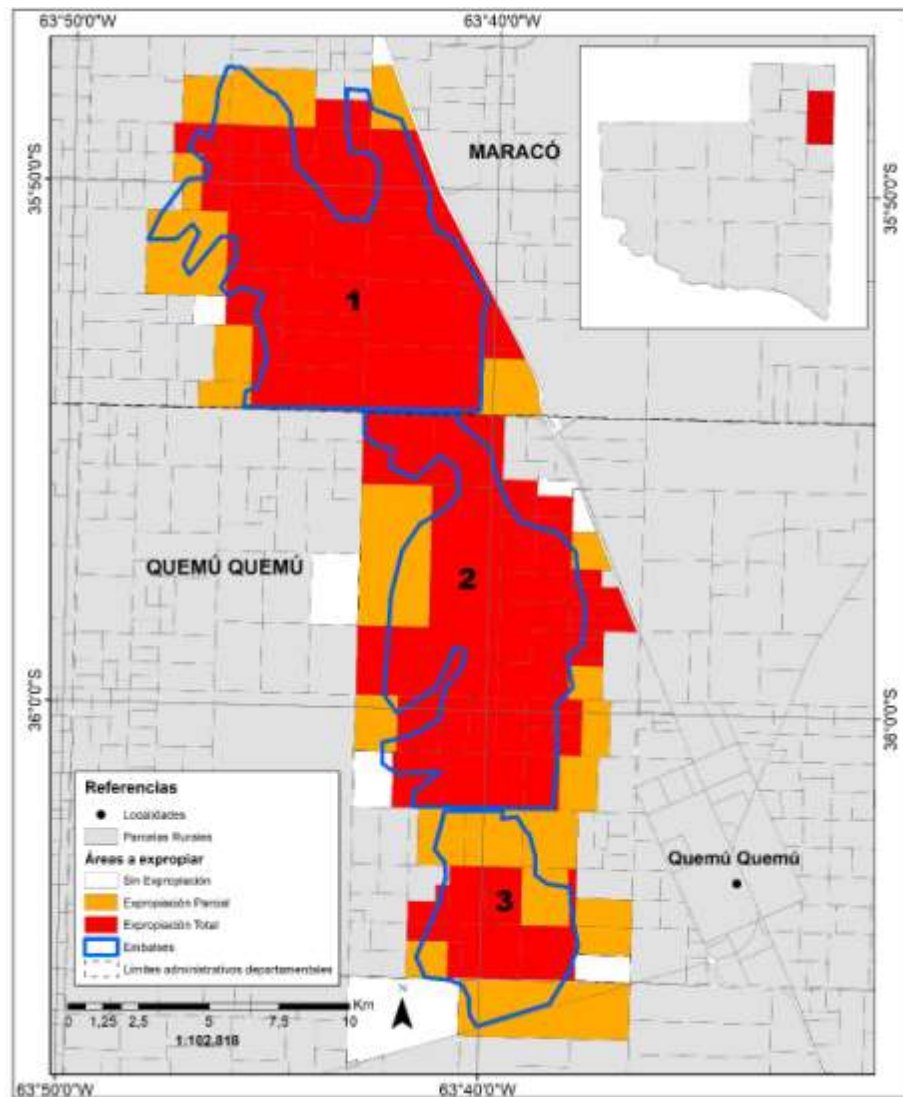 63°50'0"W
63°40'0"W
35°50'0"S
MARACÓ
35°50'0"S
1
QUEMÚ QUEMÚ
2
36°0'0"S
36°0'0"S
Referencias
Localidades
Parcelas Rurales
Áreas a expropiar
Sin Expropiación
Expropiación Parcial
Expropiación Total
Embalses
Límites administrativos departamentales
Quemú Quemú
3
N
Km
0 1,25 2,5 5 7,5 10
1:182.818
63°50'0"W
63°40'0"W